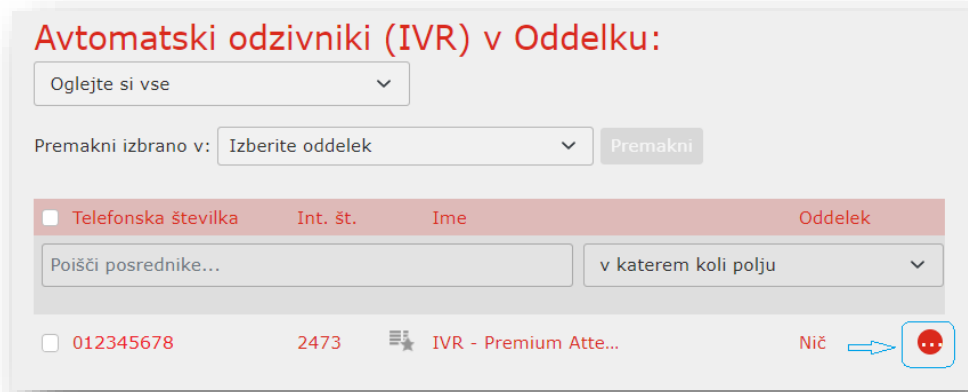 Avtomatski odzivniki (IVR) v Oddelku:
Oglejte si vse
Premakni izbrano v: Izberite oddelek Premakni
Telefonska številka Int. št. Ime Oddelek
Poišči posrednike... v katerem koli polju
012345678 2473 IVR - Premium Atte... Nič ...